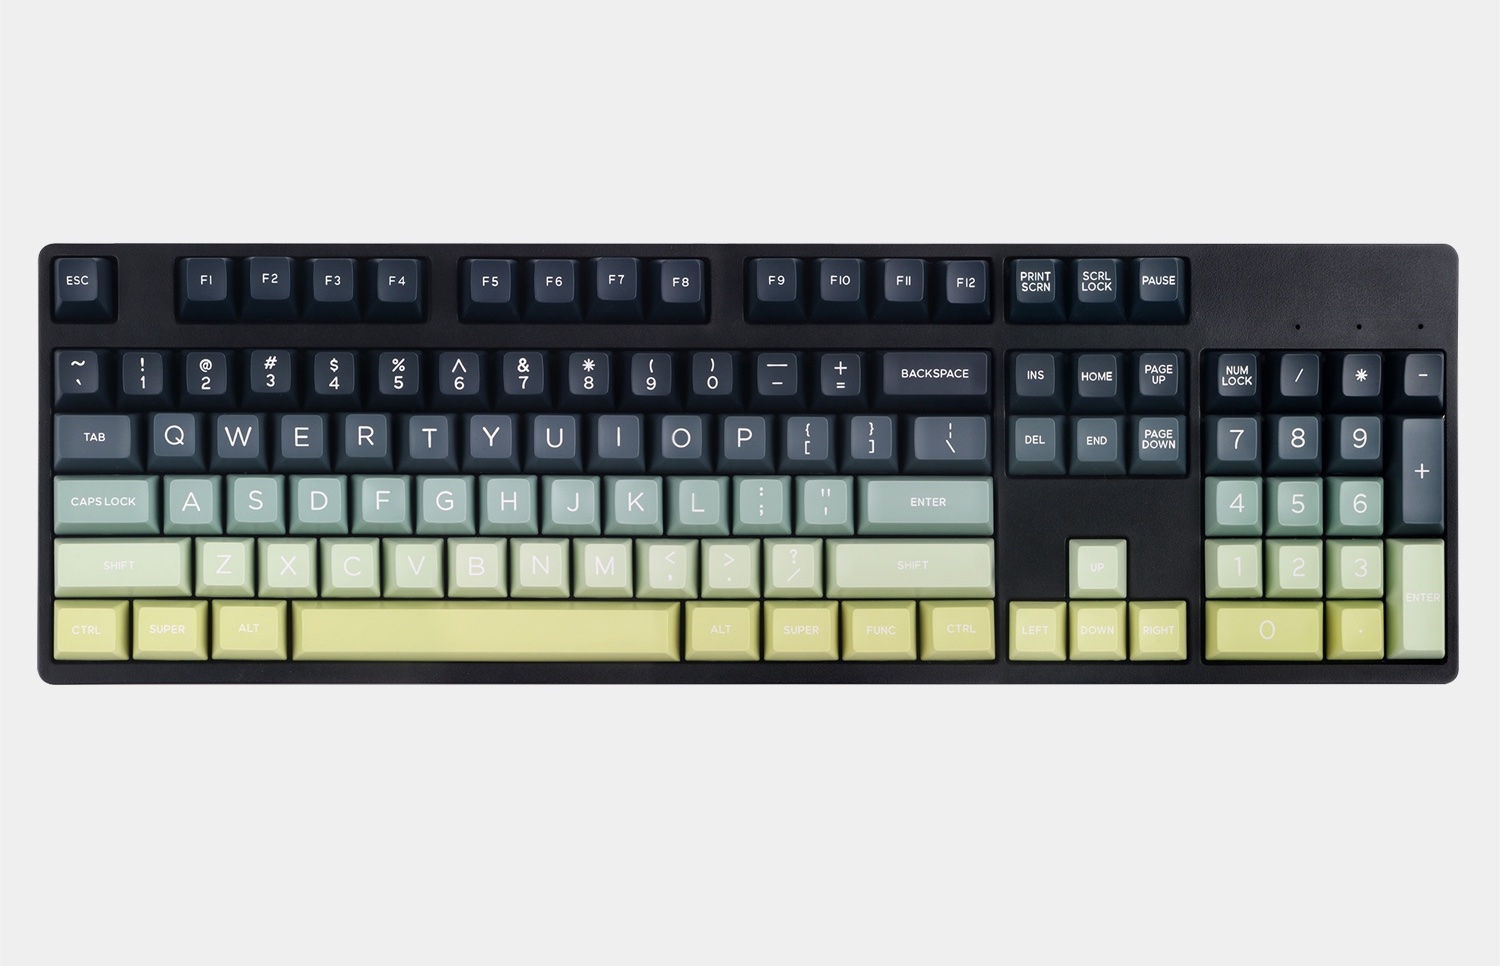 ESC F1 F2 F3 F4 F5 F6 F7 F8 F9 F10 F11 F12 PRINT SCRN SCRL LOCK PAUSE
~ ` ! 1 @ 2 # 3 $ 4 % 5 ^ 6 & 7 * 8 ( 9 ) 0 — - + = BACKSPACE INS HOME PAGE UP NUM LOCK / * -
TAB Q W E R T Y U I O P { [ } ] ¦ \ DEL END PAGE DOWN 7 8 9 +
CAPS LOCK A S D F G H J K L : ; " ' ENTER 4 5 6
SHIFT Z X C V B N M < , > . ? / SHIFT UP 1 2 3 ENTER
CTRL SUPER ALT ALT SUPER FUNC CTRL LEFT DOWN RIGHT 0 .